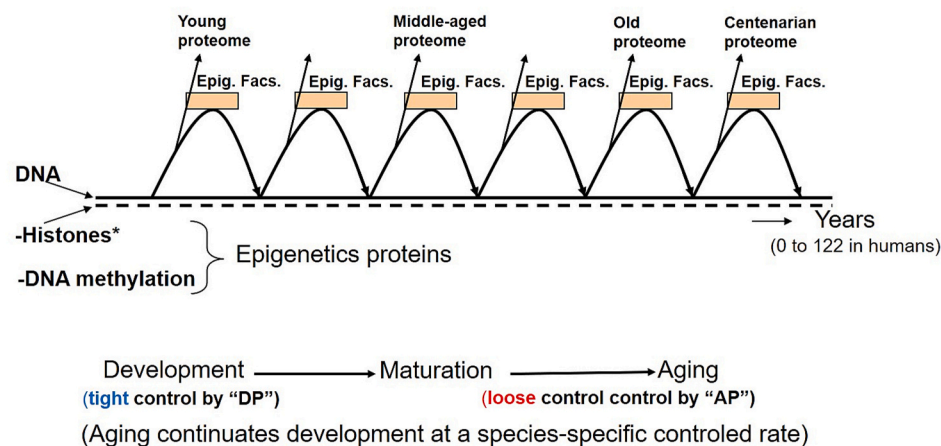 Young
proteome
Middle-aged
proteome
Old
proteome
Centenarian
proteome
Epig. Facs.
Epig. Facs.
Epig. Facs.
Epig. Facs.
Epig. Facs.
Epig. Facs.
DNA
-Histones*
-DNA methylation
Epigenetics proteins
Years
(0 to 122 in humans)
Development
Maturation
Aging
(tight control by “DP”)
(loose control control by “AP”)
(Aging continuates development at a species-specific controled rate)